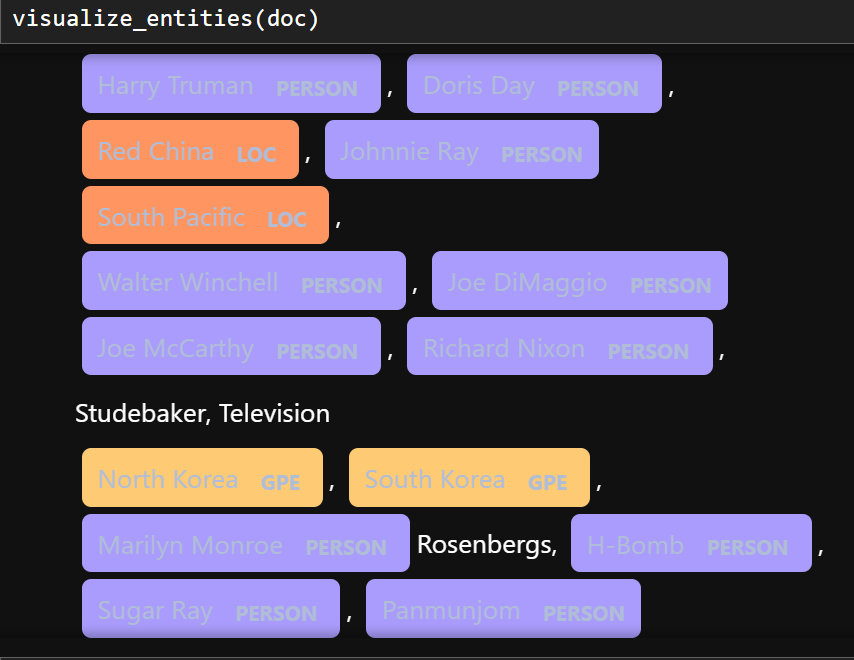 visualize_entities(doc)
Harry Truman PERSON , Doris Day PERSON ,
Red China LOC , Johnnie Ray PERSON
South Pacific LOC ,
Walter Winchell PERSON , Joe DiMaggio PERSON
Joe McCarthy PERSON , Richard Nixon PERSON ,
Studebaker, Television
North Korea GPE , South Korea GPE ,
Marilyn Monroe PERSON Rosenbergs, H-Bomb PERSON ,
Sugar Ray PERSON , Panmunjom PERSON